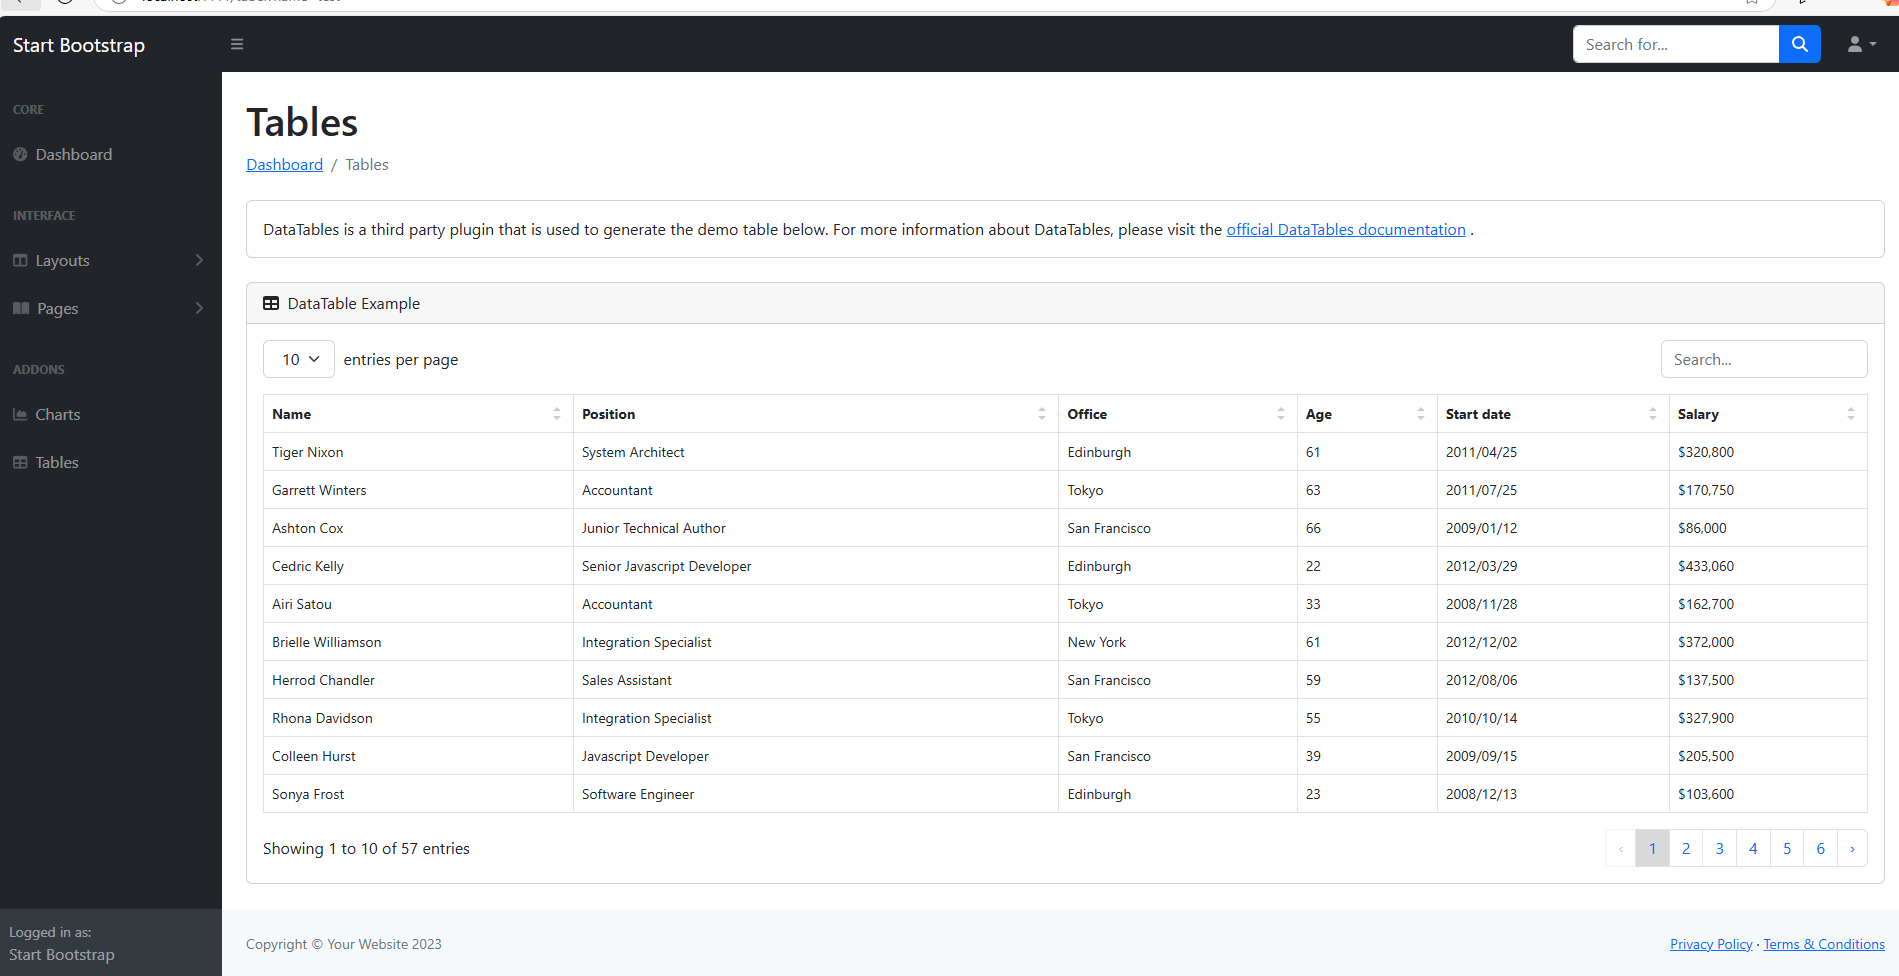 Start Bootstrap
Search for...
CORE
Dashboard
INTERFACE
Layouts
Pages
ADDONS
Charts
Tables
Logged in as:
Start Bootstrap
Tables
Dashboard / Tables
DataTables is a third party plugin that is used to generate the demo table below. For more information about DataTables, please visit the official DataTables documentation .
DataTable Example
10 entries per page
Search...
Name Position Office Age Start date Salary
Tiger Nixon System Architect Edinburgh 61 2011/04/25 $320,800
Garrett Winters Accountant Tokyo 63 2011/07/25 $170,750
Ashton Cox Junior Technical Author San Francisco 66 2009/01/12 $86,000
Cedric Kelly Senior Javascript Developer Edinburgh 22 2012/03/29 $433,060
Airi Satou Accountant Tokyo 33 2008/11/28 $162,700
Brielle Williamson Integration Specialist New York 61 2012/12/02 $372,000
Herrod Chandler Sales Assistant San Francisco 59 2012/08/06 $137,500
Rhona Davidson Integration Specialist Tokyo 55 2010/10/14 $327,900
Colleen Hurst Javascript Developer San Francisco 39 2009/09/15 $205,500
Sonya Frost Software Engineer Edinburgh 23 2008/12/13 $103,600
Showing 1 to 10 of 57 entries
‹ 1 2 3 4 5 6 ›
Copyright © Your Website 2023
Privacy Policy · Terms & Conditions